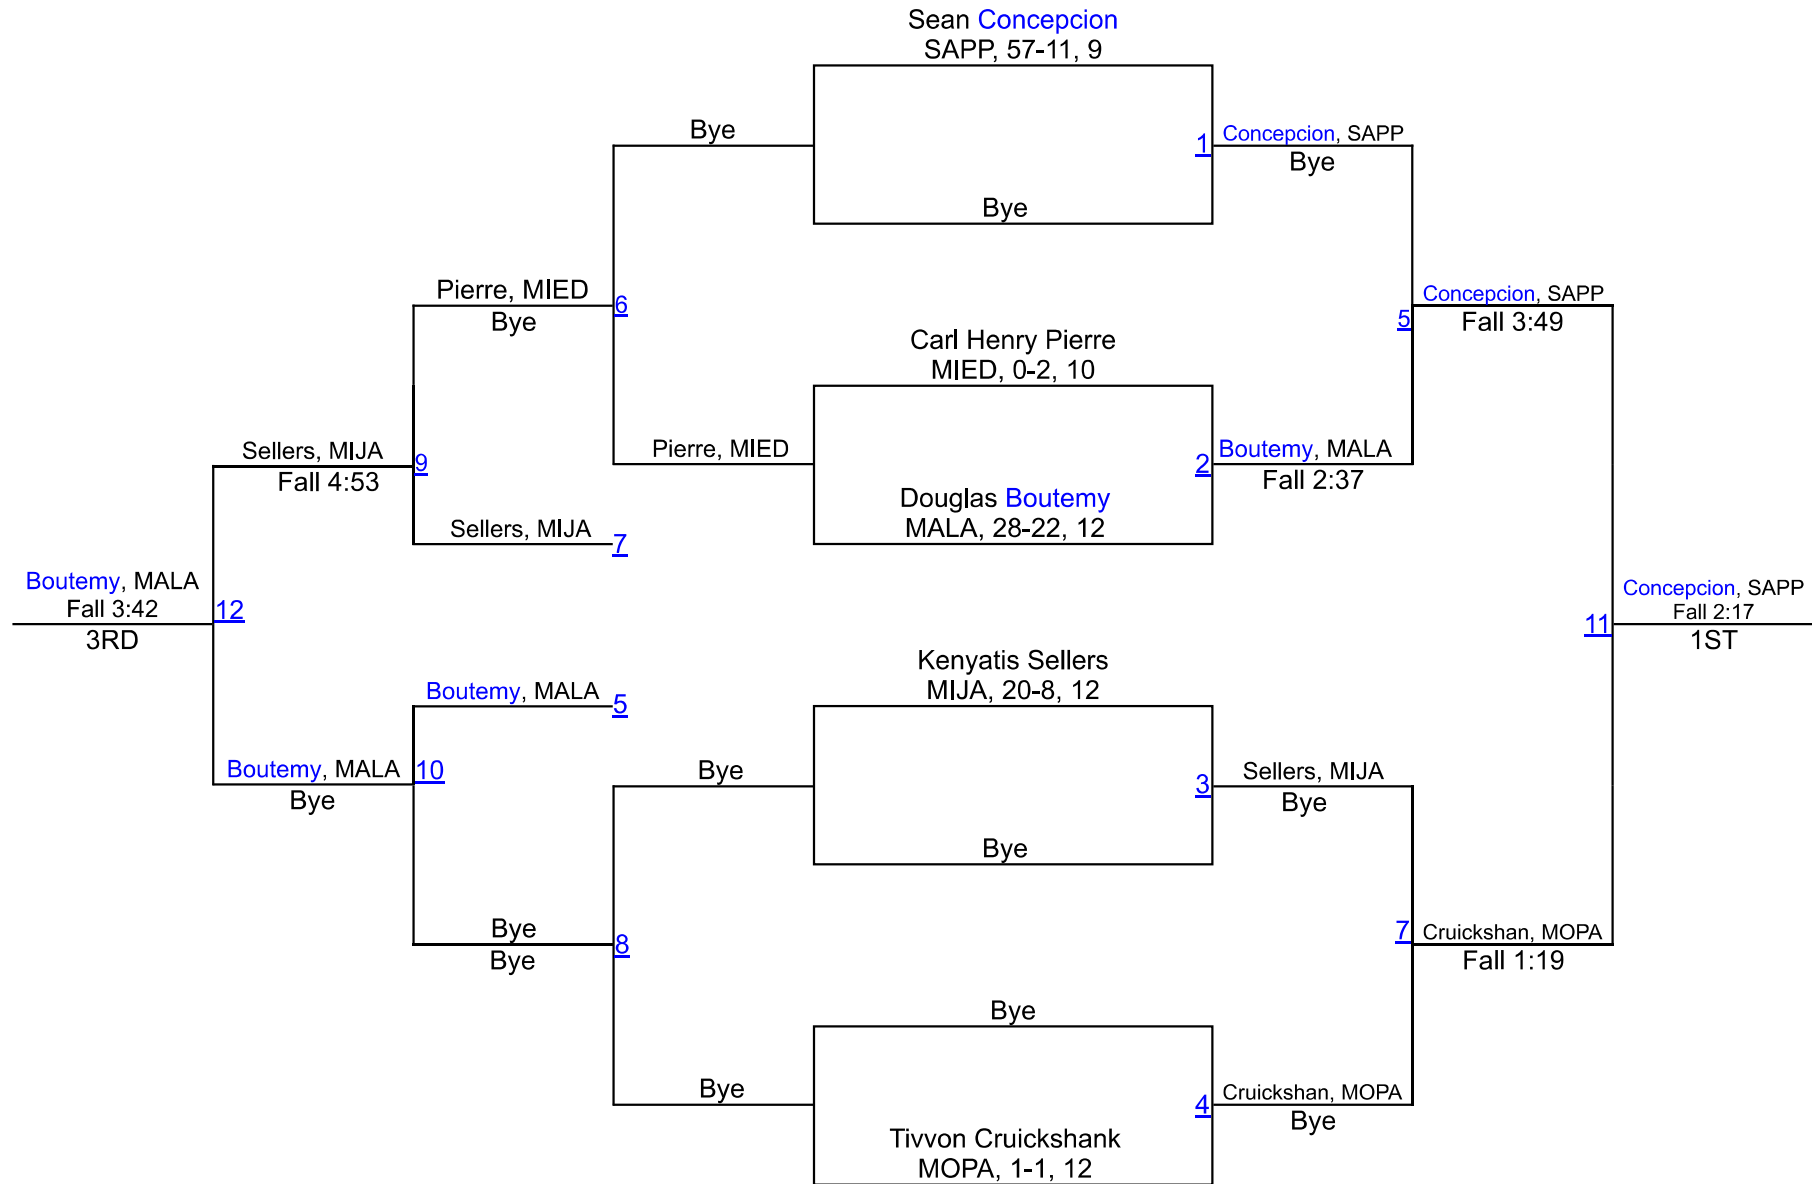 Sean Concepcion
SAPP, 57-11, 9
Bye
1
Concepcion, SAPP
Bye
Bye
Pierre, MIED
Bye
6
Concepcion, SAPP
Fall 3:49
5
Carl Henry Pierre
MIED, 0-2, 10
Sellers, MIJA
Fall 4:53
9
Pierre, MIED
2
Boutemy, MALA
Fall 2:37
Douglas Boutemy
MALA, 28-22, 12
Sellers, MIJA
7
Boutemy, MALA
Fall 3:42
3RD
12
11
Concepcion, SAPP
Fall 2:17
1ST
Kenyatis Sellers
MIJA, 20-8, 12
Boutemy, MALA
5
Boutemy, MALA
Bye
10
Bye
3
Sellers, MIJA
Bye
Bye
Bye
Bye
8
7
Cruickshan, MOPA
Fall 1:19
Bye
Bye
4
Cruickshan, MOPA
Bye
Tivvon Cruickshank
MOPA, 1-1, 12